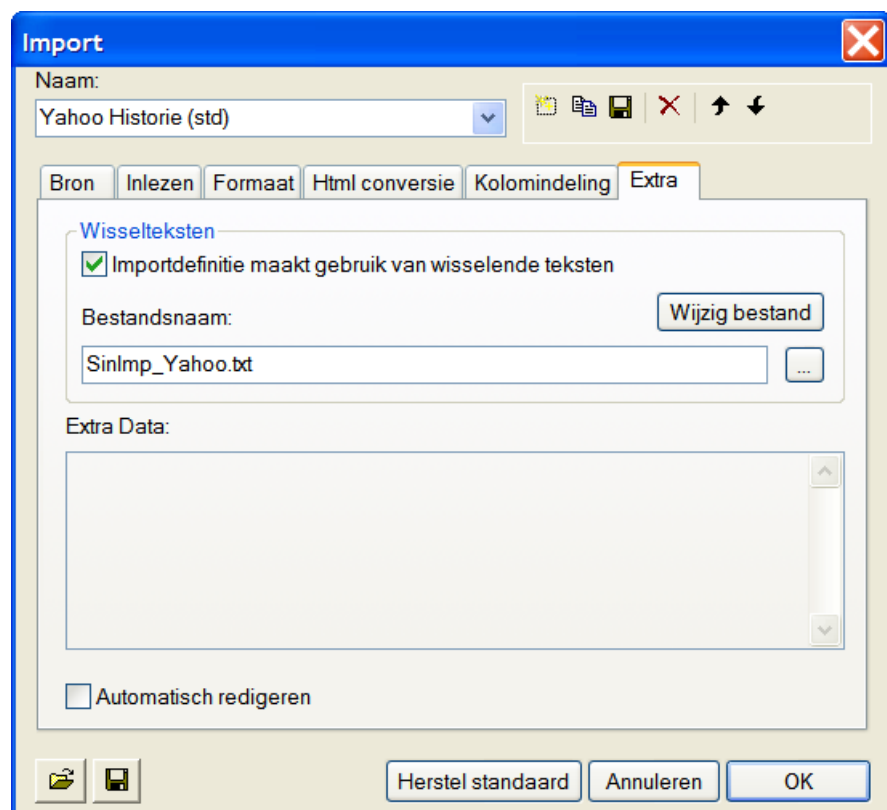 Import
Naam:
Yahoo Historie (std)
Bron Inlezen Formaat Html conversie Kolomindeling Extra
Wisselteksten
Importdefinitie maakt gebruik van wisselende teksten
Bestandsnaam:
Wijzig bestand
SinImp_Yahoo.txt
...
Extra Data:
Automatisch redigeren
Herstel standaard Annuleren OK